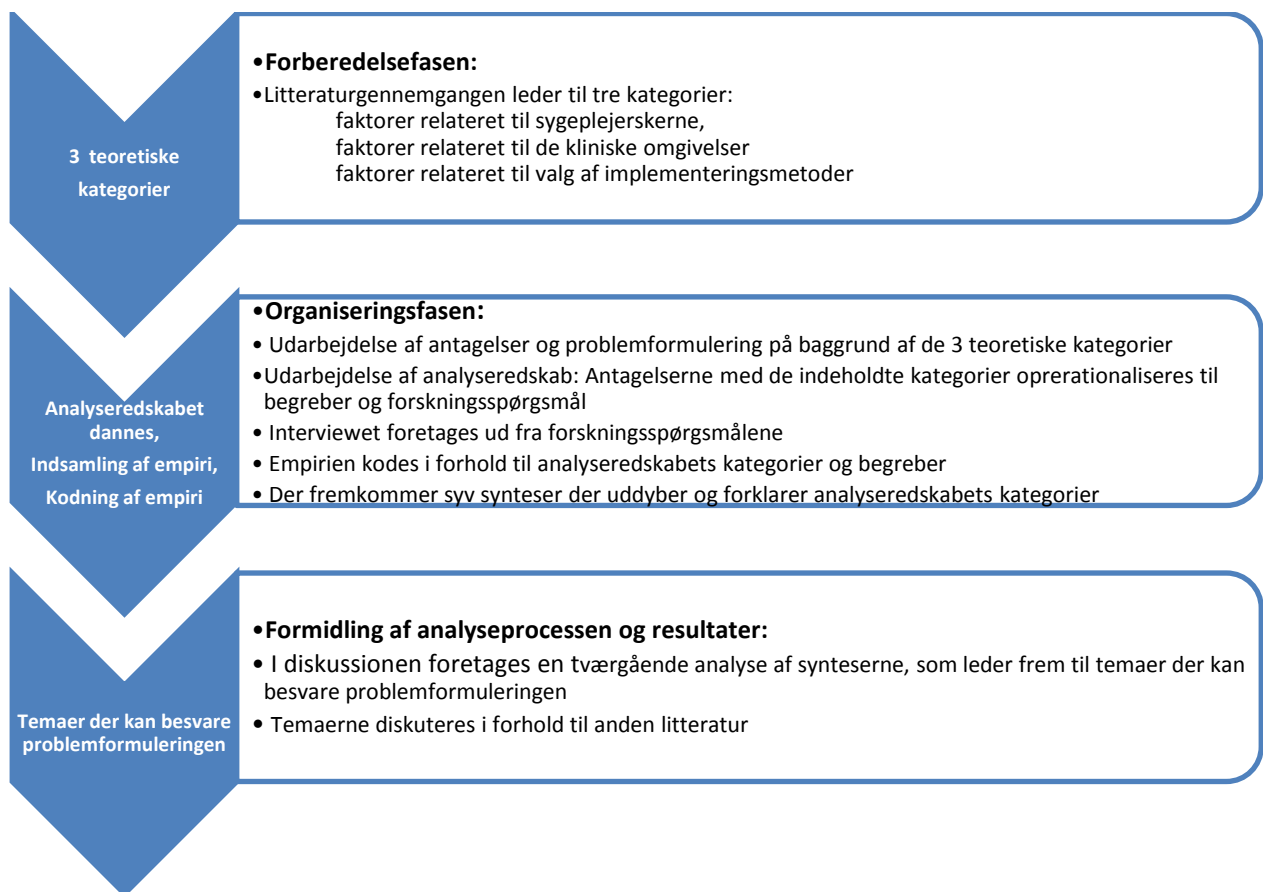 3 teoretiske
kategorier
•Forberedelsefasen:
•Litteraturgennemgangen leder til tre kategorier:
faktorer relateret til sygeplejerskerne,
faktorer relateret til de kliniske omgivelser
faktorer relateret til valg af implementeringsmetoder
Analyseredskabet
dannes,
Indsamling af empiri,
Kodning af empiri
•Organiseringsfasen:
• Udarbejdelse af antagelser og problemformulering på baggrund af de 3 teoretiske kategorier
•Udarbejdelse af analyseredskab: Antagelserne med de indeholdte kategorier oprerationaliseres til
begreber og forskningsspørgsmål
• Interviewet foretages ud fra forskningsspørgsmålene
• Empirien kodes i forhold til analyseredskabets kategorier og begreber
• Der fremkommer syv synteser der uddyber og forklarer analyseredskabets kategorier
Temaer der kan besvare
problemformuleringen
•Formidling af analyseprocessen og resultater:
• I diskussionen foretages en tværgående analyse af synteserne, som leder frem til temaer der kan
besvare problemformuleringen
• Temaerne diskuteres i forhold til anden litteratur